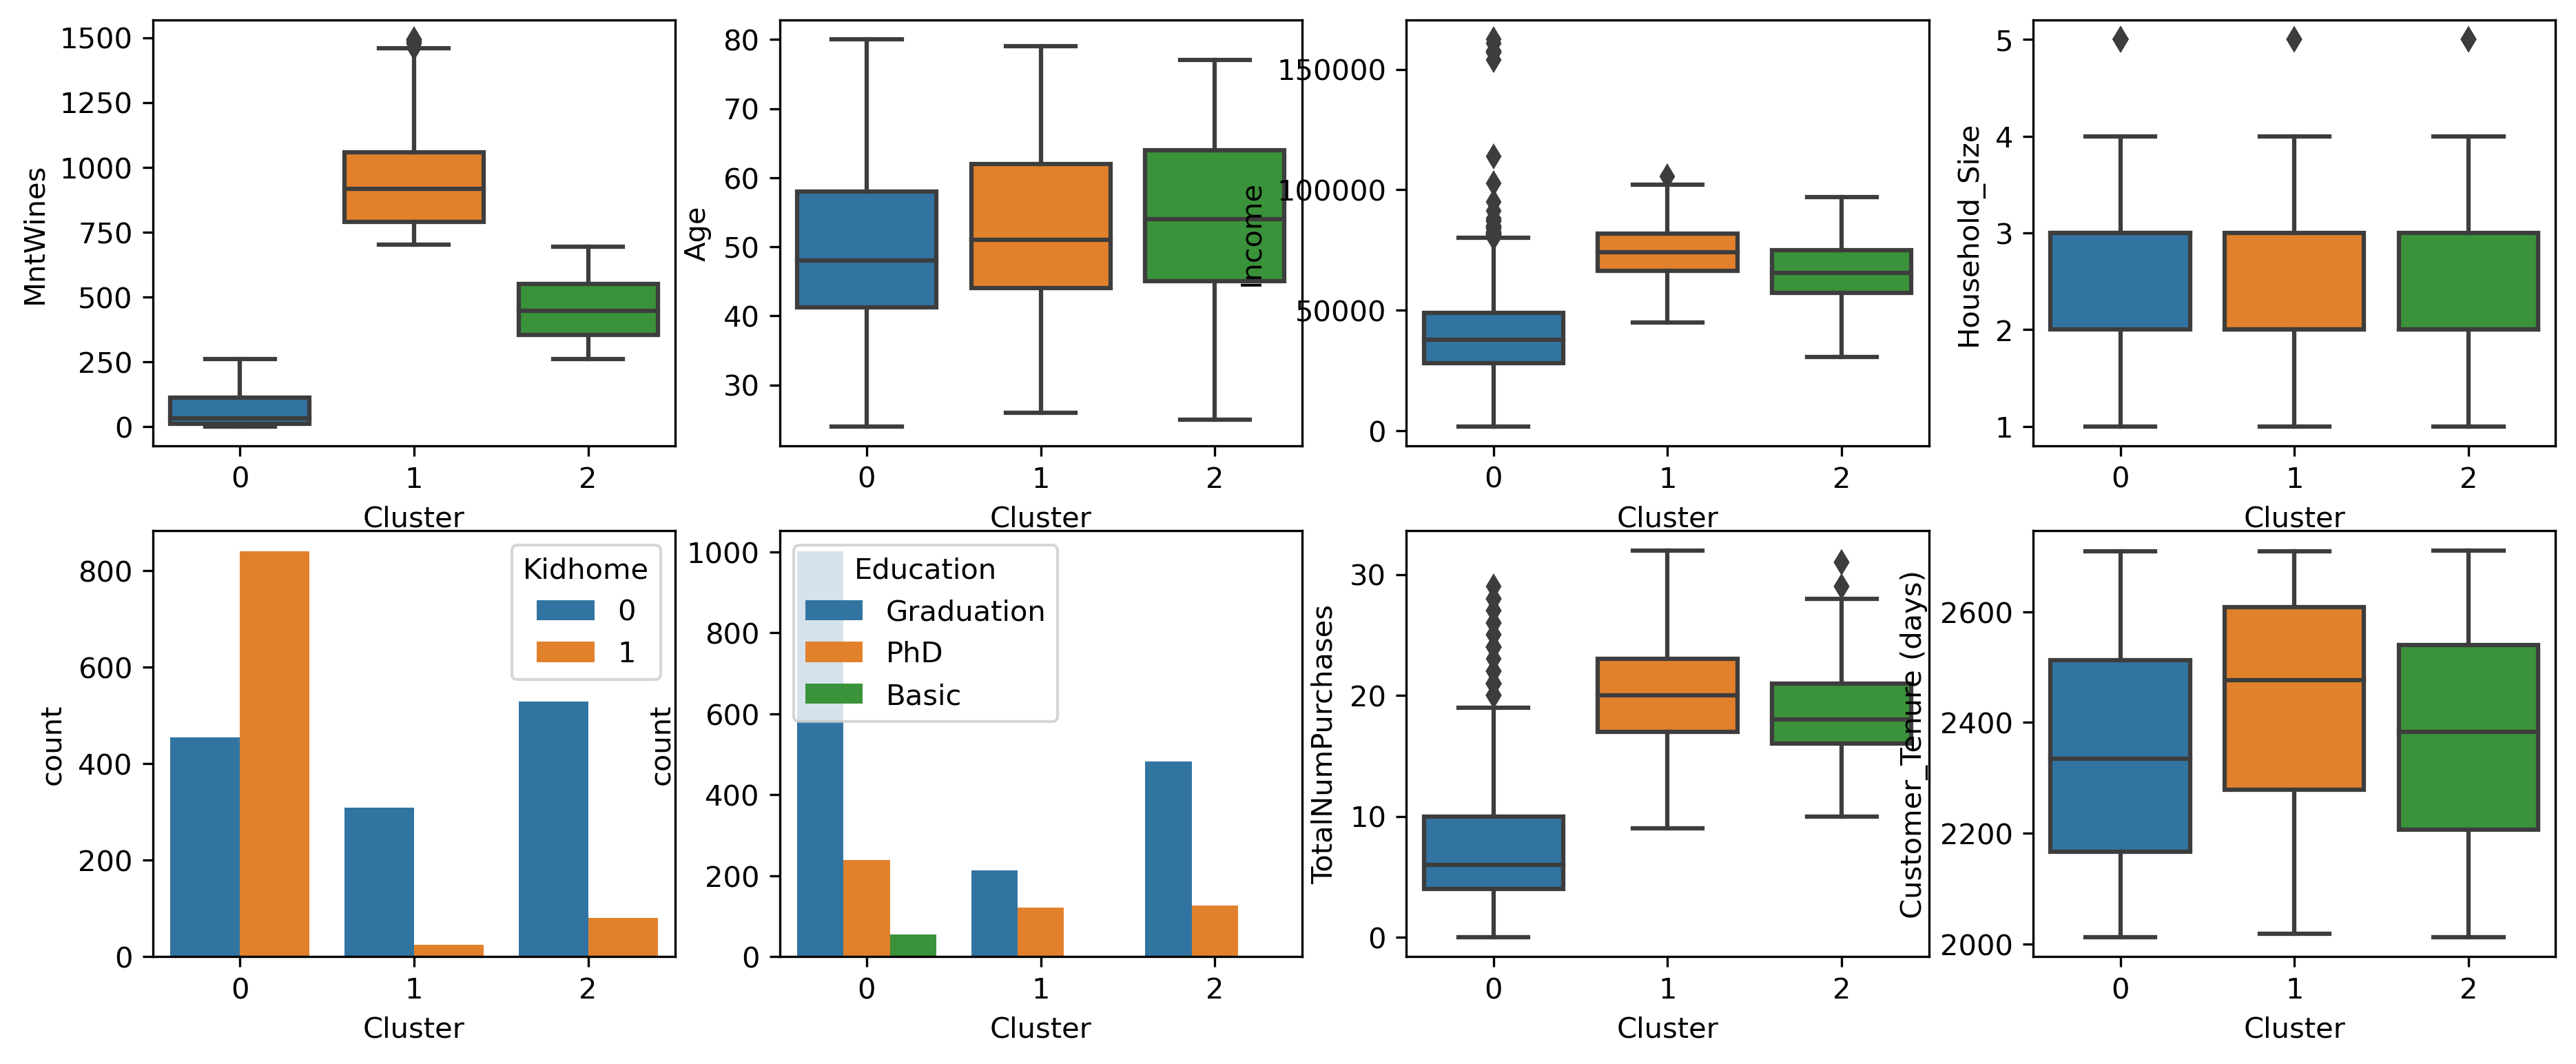 MntWines
1500
1250
1000
750
500
250
0
0 1 2
Cluster
Age
80
70
60
50
40
30
0 1 2
Cluster
Income
150000
100000
50000
0
0 1 2
Cluster
Household_Size
5
4
3
2
1
0 1 2
Cluster
count
800
600
400
200
0
Kidhome
0
1
0 1 2
Cluster
count
1000
800
600
400
200
0
Education
Graduation
PhD
Basic
0 1 2
Cluster
TotalNumPurchases
30
20
10
0
0 1 2
Cluster
Customer_Tenure (days)
2600
2400
2200
2000
0 1 2
Cluster